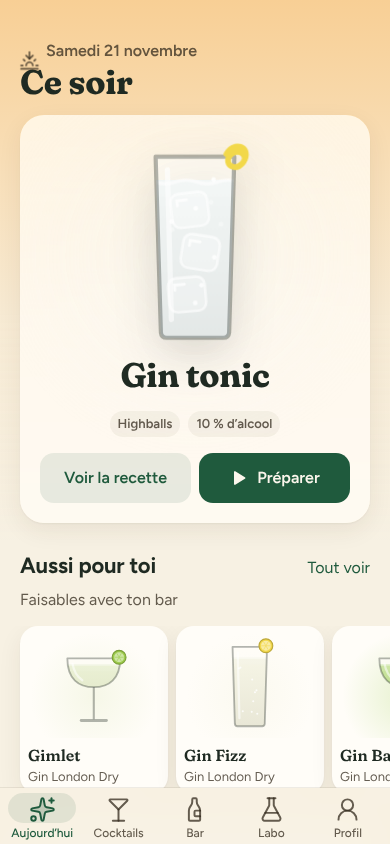 Samedi 21 novembre
Ce soir
Gin tonic
Highballs
10 % d'alcool
Voir la recette
Préparer
Aussi pour toi
Tout voir
Faisables avec ton bar
Gimlet
Gin London Dry
Gin Fizz
Gin London Dry
Gin Ba
Gin London
Aujourd'hui
Cocktails
Bar
Labo
Profil